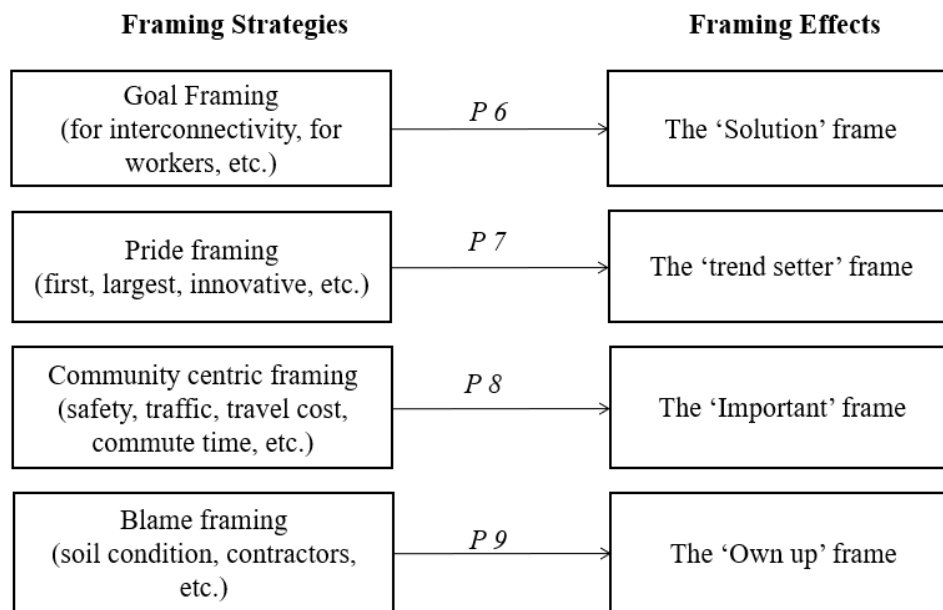 Framing Strategies
Framing Effects
Goal Framing
(for interconnectivity, for
workers, etc.)
P 6
The ‘Solution’ frame
Pride framing
(first, largest, innovative, etc.)
P 7
The ‘trend setter’ frame
Community centric framing
(safety, traffic, travel cost,
commute time, etc.)
P 8
The ‘Important’ frame
Blame framing
(soil condition, contractors,
etc.)
P 9
The ‘Own up’ frame